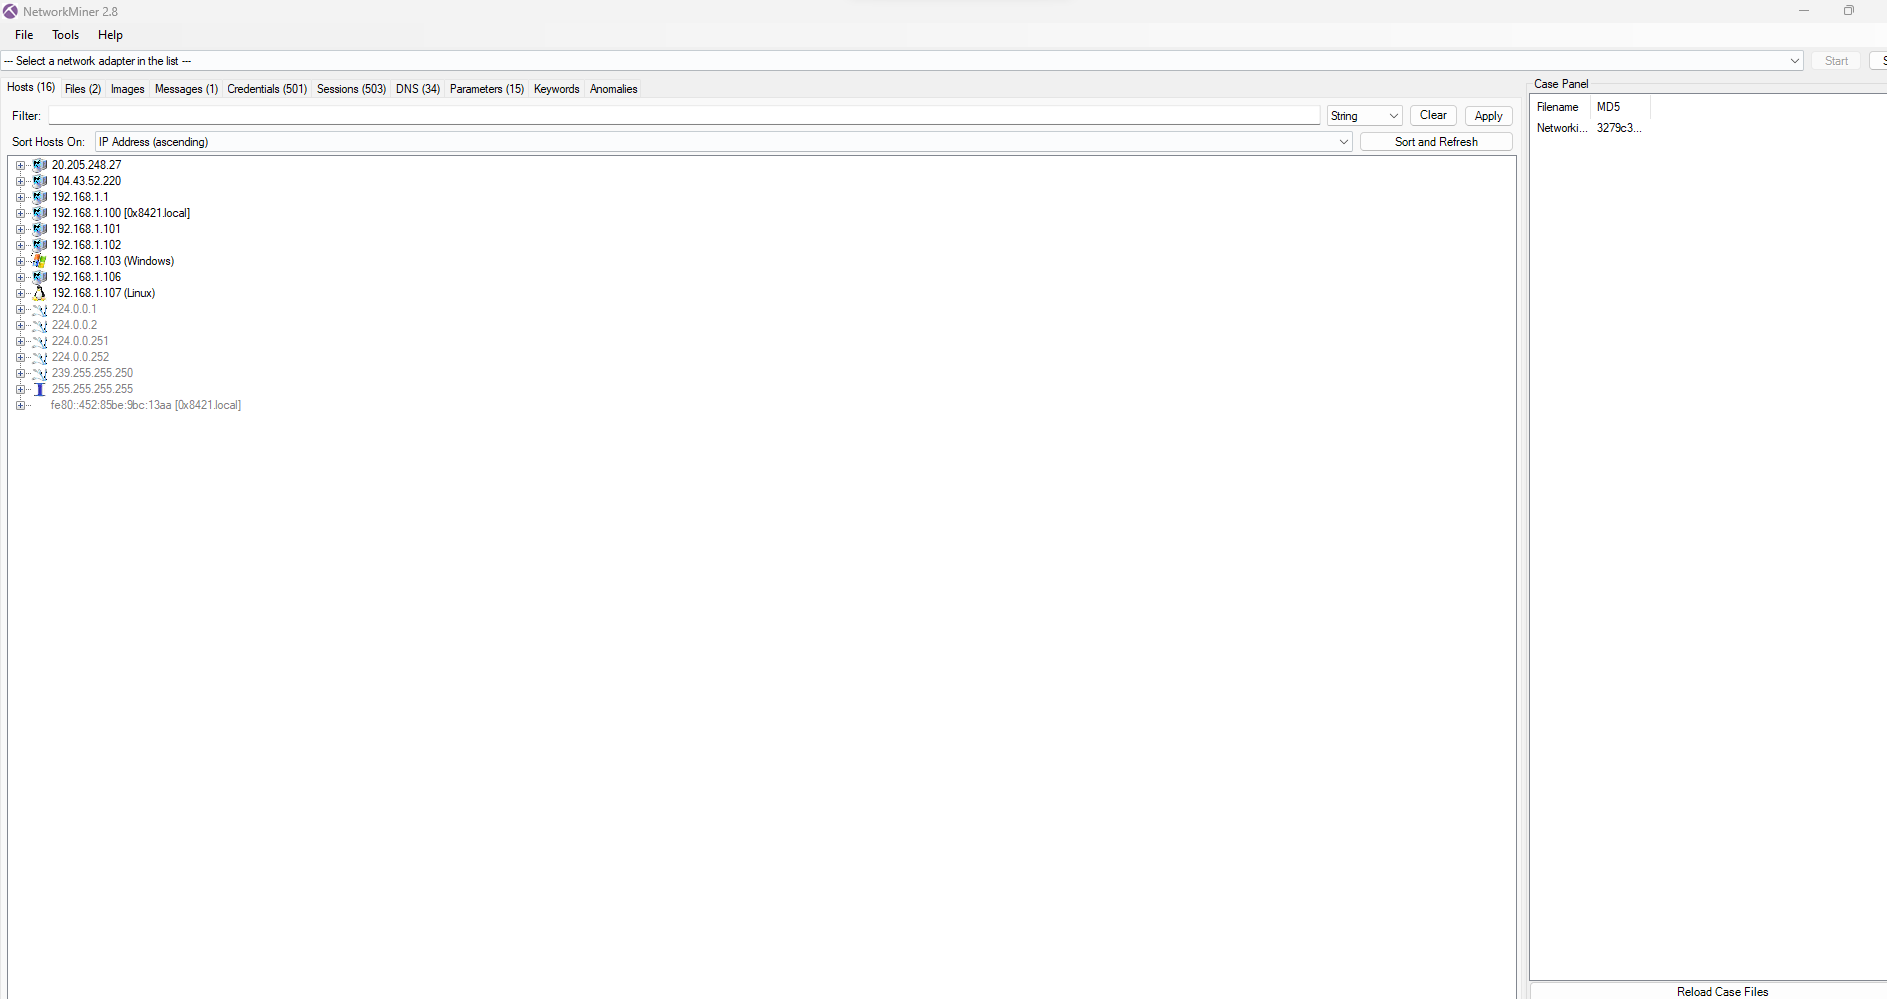 NetworkMiner 2.8
File Tools Help
--- Select a network adapter in the list ---
Start
Hosts (16) Files (2) Images Messages (1) Credentials (501) Sessions (503) DNS (34) Parameters (15) Keywords Anomalies
Case Panel
Filter: String Clear Apply
Filename MD5
Sort Hosts On: IP Address (ascending) Sort and Refresh
Networki... 3279c3...
20.205.248.27
104.43.52.220
192.168.1.1
192.168.1.100 [0x8421.local]
192.168.1.101
192.168.1.102
192.168.1.103 (Windows)
192.168.1.106
192.168.1.107 (Linux)
224.0.0.1
224.0.0.2
224.0.0.251
224.0.0.252
239.255.255.250
255.255.255.255
fe80::452:85be:9bc:13aa [0x8421.local]
Reload Case Files